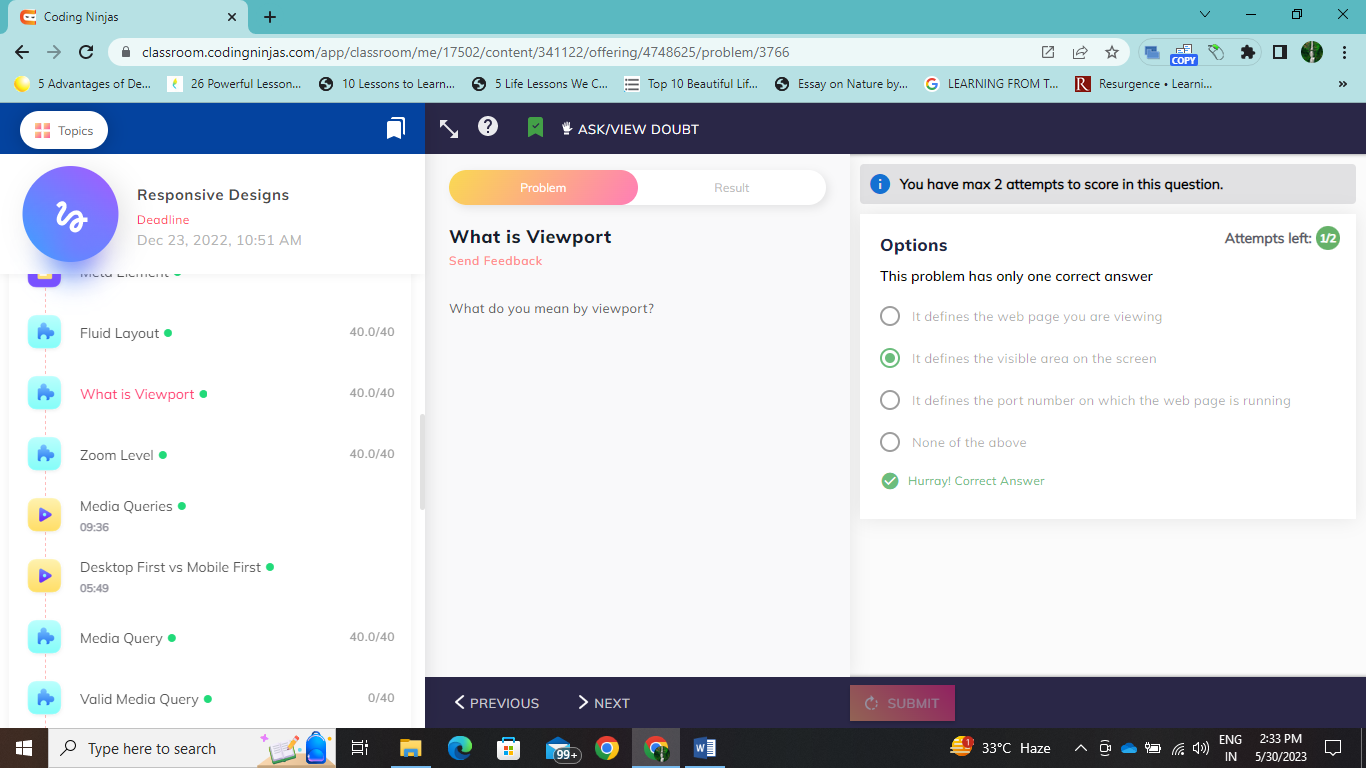 Coding Ninjas
classroom.codingninjas.com/app/classroom/me/17502/content/341122/offering/4748625/problem/3766
COPY
5 Advantages of De...
26 Powerful Lesson...
10 Lessons to Learn...
5 Life Lessons We C...
Top 10 Beautiful Lif...
Essay on Nature by...
LEARNING FROM T...
Resurgence • Learni...
Topics
ASK/VIEW DOUBT
Responsive Designs
Deadline
Dec 23, 2022, 10:51 AM
Meta Element
Fluid Layout
40.0/40
What is Viewport
40.0/40
Zoom Level
40.0/40
Media Queries
09:36
Desktop First vs Mobile First
05:49
Media Query
40.0/40
Valid Media Query
0/40
Problem
Result
What is Viewport
Send Feedback
What do you mean by viewport?
PREVIOUS
NEXT
You have max 2 attempts to score in this question.
Options
Attempts left: 1/2
This problem has only one correct answer
It defines the web page you are viewing
It defines the visible area on the screen
It defines the port number on which the web page is running
None of the above
Hurray! Correct Answer
SUBMIT
Type here to search
99+
1
33°C Haze
ENG
IN
2:33 PM
5/30/2023